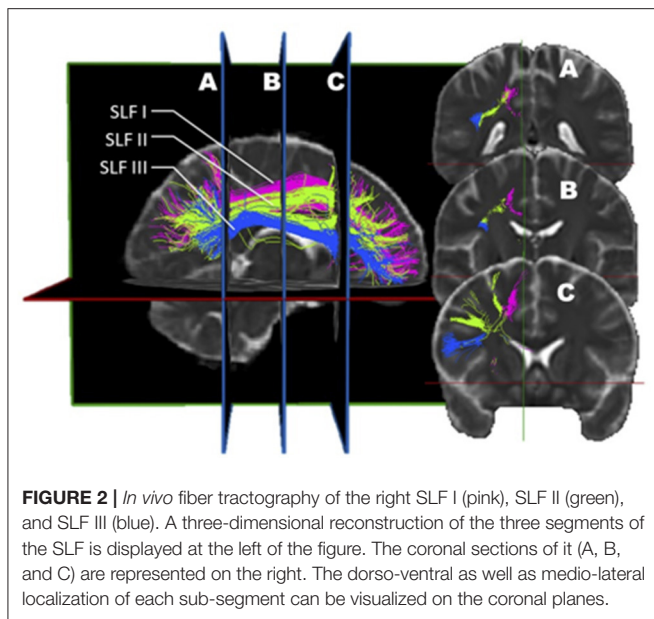 A
B
C
SLF I
SLF II
SLF III
A
B
C
FIGURE 2 | In vivo fiber tractography of the right SLF I (pink), SLF II (green),
and SLF III (blue). A three-dimensional reconstruction of the three segments of
the SLF is displayed at the left of the figure. The coronal sections of it (A, B,
and C) are represented on the right. The dorso-ventral as well as medio-lateral
localization of each sub-segment can be visualized on the coronal planes.